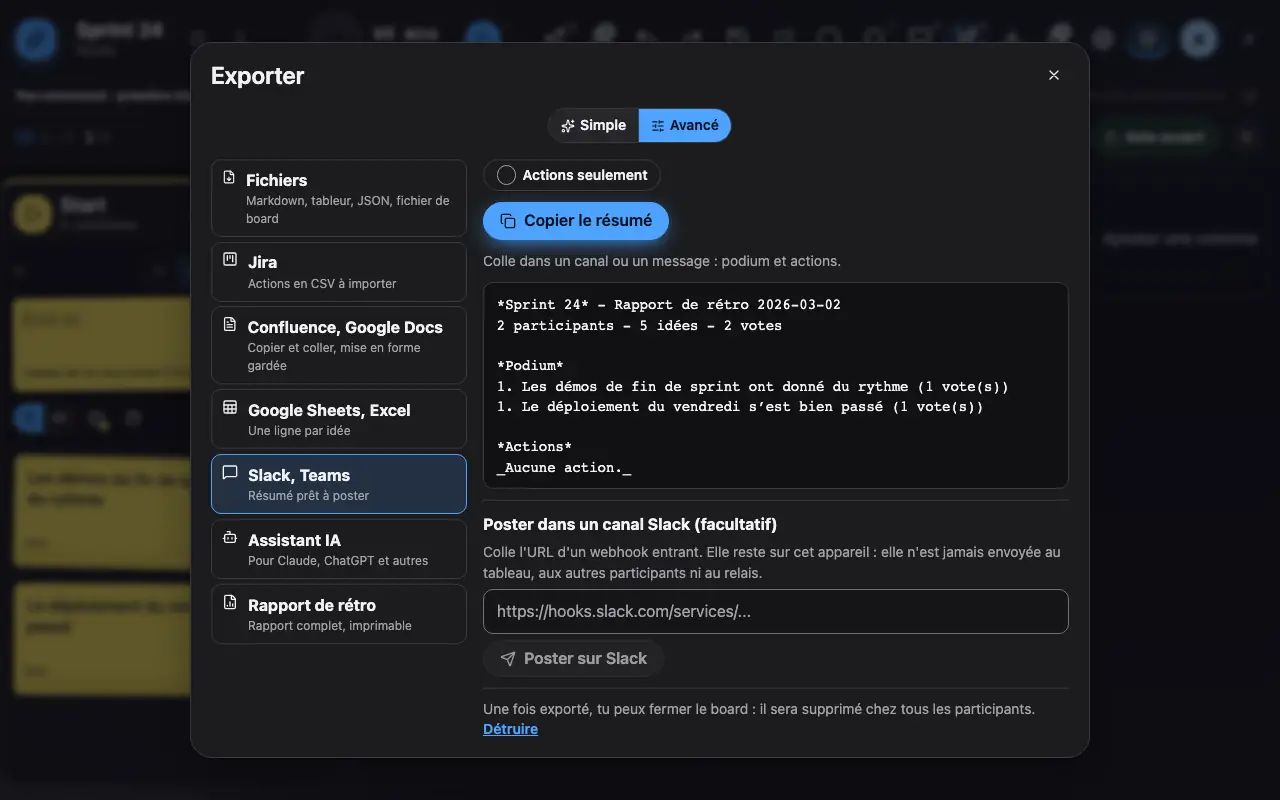 Sprint 24
Exporter
Simple
Avancé
Fichiers
Markdown, tableur, JSON, fichier de
board
Jira
Actions en CSV à importer
Confluence, Google Docs
Copier et coller, mise en forme
gardée
Google Sheets, Excel
Une ligne par idée
Slack, Teams
Résumé prêt à poster
Assistant IA
Pour Claude, ChatGPT et autres
Rapport de rétro
Rapport complet, imprimable
Actions seulement
Copier le résumé
Colle dans un canal ou un message : podium et actions.
*Sprint 24* – Rapport de rétro 2026-03-02
2 participants – 5 idées – 2 votes
*Podium*
1. Les démos de fin de sprint ont donné du rythme (1 vote(s))
1. Le déploiement du vendredi s’est bien passé (1 vote(s))
*Actions*
_Aucune action._
Poster dans un canal Slack (facultatif)
Colle l'URL d'un webhook entrant. Elle reste sur cet appareil : elle n'est jamais envoyée au
tableau, aux autres participants ni au relais.
https://hooks.slack.com/services/...
Poster sur Slack
Une fois exporté, tu peux fermer le board : il sera supprimé chez tous les participants.
Détruire
Start